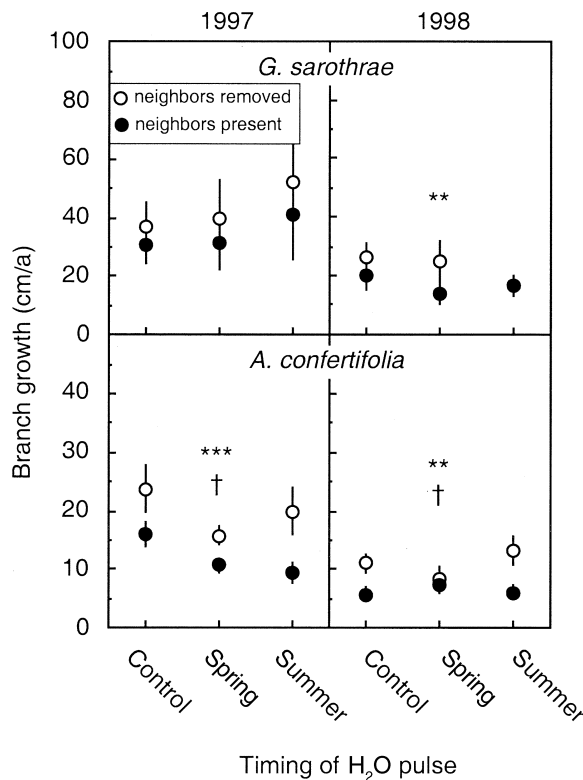 1997 1998
100
G. sarothrae
neighbors removed
neighbors present
80
60
**
40
20
0
Branch growth (cm/a)
A. confertifolia
40
30
*** **
† †
20
10
0
Control Spring Summer Control Spring Summer
Timing of H₂O pulse